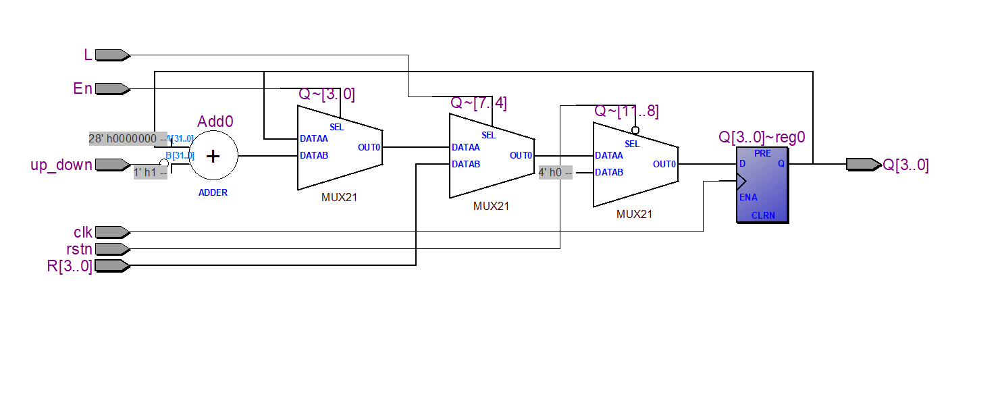 L
En
Q~[3..0]
Q~[7..4]
Q~[11..8]
Add0
28' h0000000 --
A[31..0]
B[31..0]
+
up_down
1' h1 --
ADDER
SEL
DATAA
DATAB
OUT0
MUX21
SEL
DATAA
DATAB
OUT0
MUX21
4' h0 --
SEL
DATAA
DATAB
OUT0
MUX21
Q[3..0]~reg0
PRE
D
Q
ENA
CLRN
Q[3..0]
clk
rstn
R[3..0]